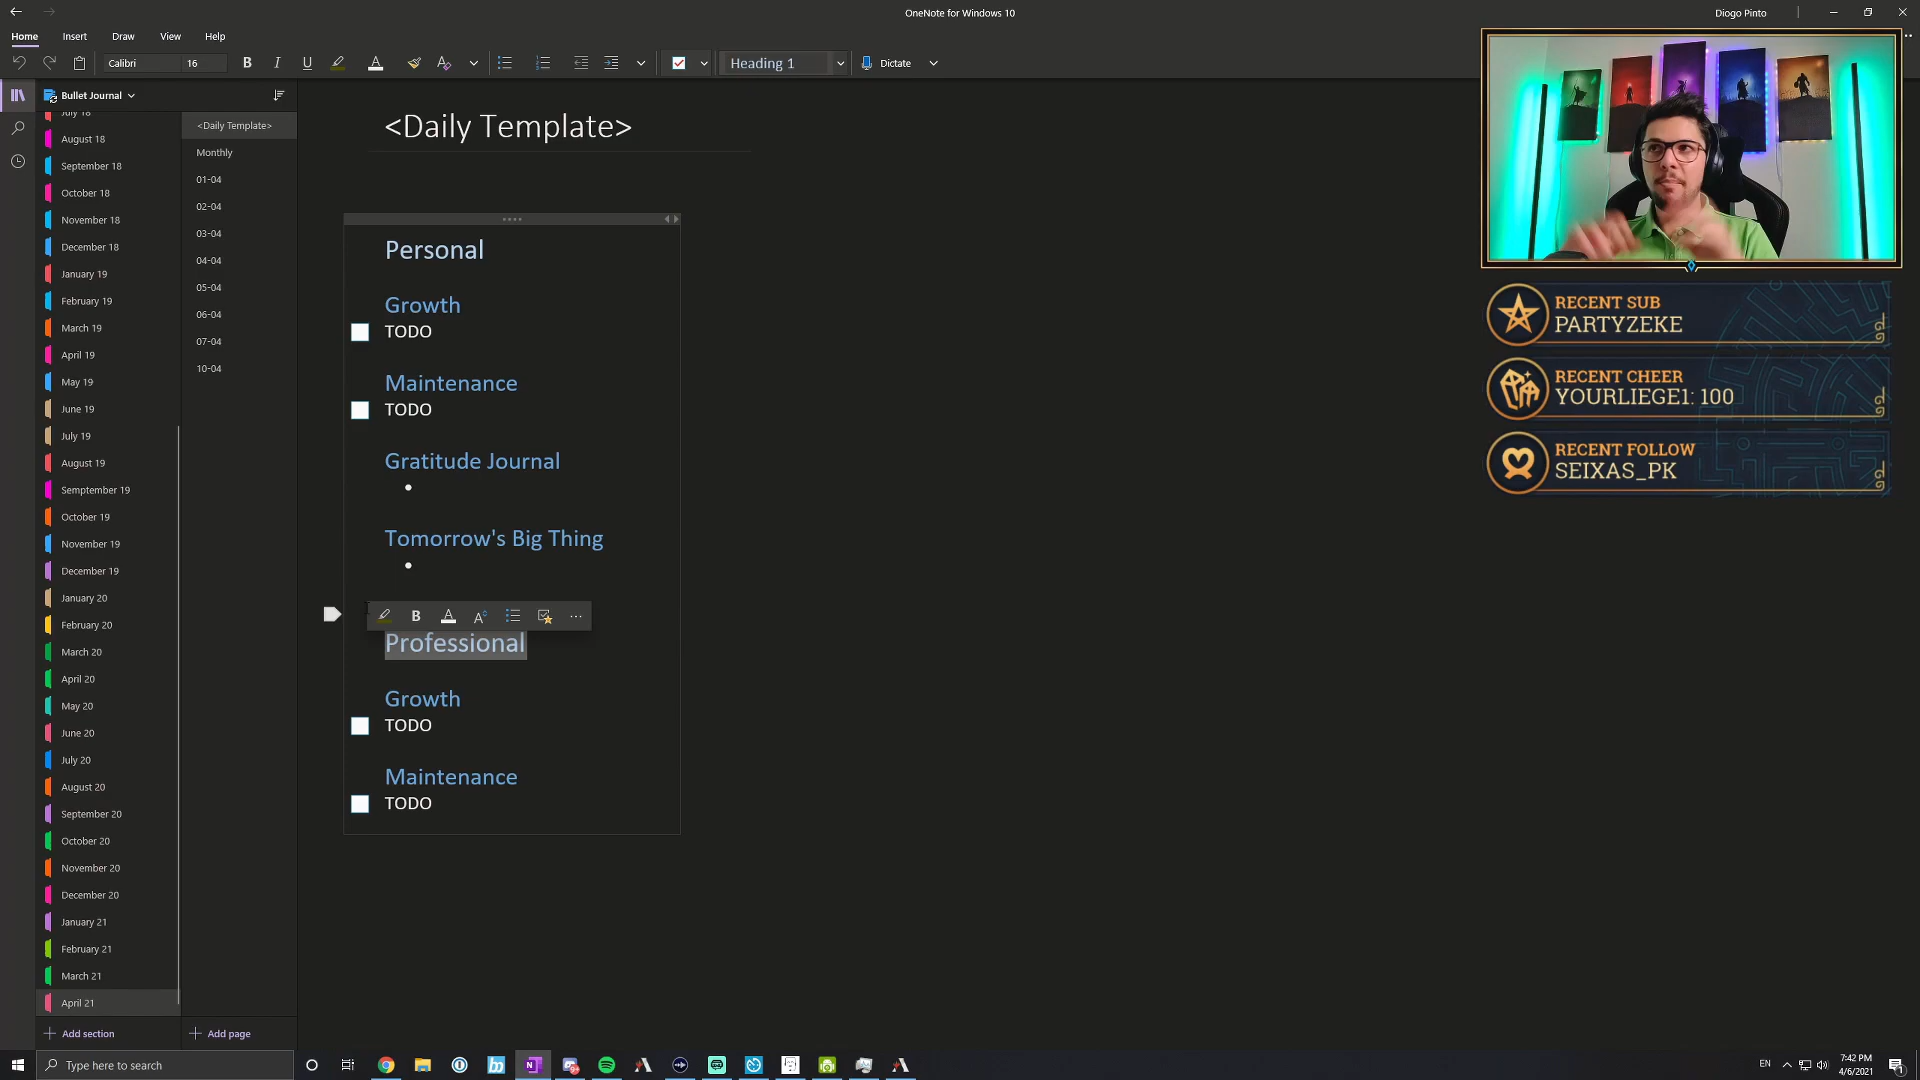 OneNote for Windows 10
Diogo Pinto
Home
Insert
Draw
View
Help
Calibri
16
B
I
U
A
A
Heading 1
Dictate
Bullet Journal
July 18
August 18
September 18
October 18
November 18
December 18
January 19
February 19
March 19
April 19
May 19
June 19
July 19
August 19
Semptember 19
October 19
November 19
December 19
January 20
February 20
March 20
April 20
May 20
June 20
July 20
August 20
September 20
October 20
November 20
December 20
January 21
February 21
March 21
April 21
Add section
<Daily Template>
Monthly
01-04
02-04
03-04
04-04
05-04
06-04
07-04
10-04
Add page
<Daily Template>
Personal
Growth
TODO
Maintenance
TODO
Gratitude Journal
Tomorrow's Big Thing
B
A
A
Professional
Growth
TODO
Maintenance
TODO
RECENT SUB
PARTYZEKE
RECENT CHEER
YOURLIEGE1: 100
RECENT FOLLOW
SEIXAS_PK
Type here to search
EN
7:42 PM
4/6/2021